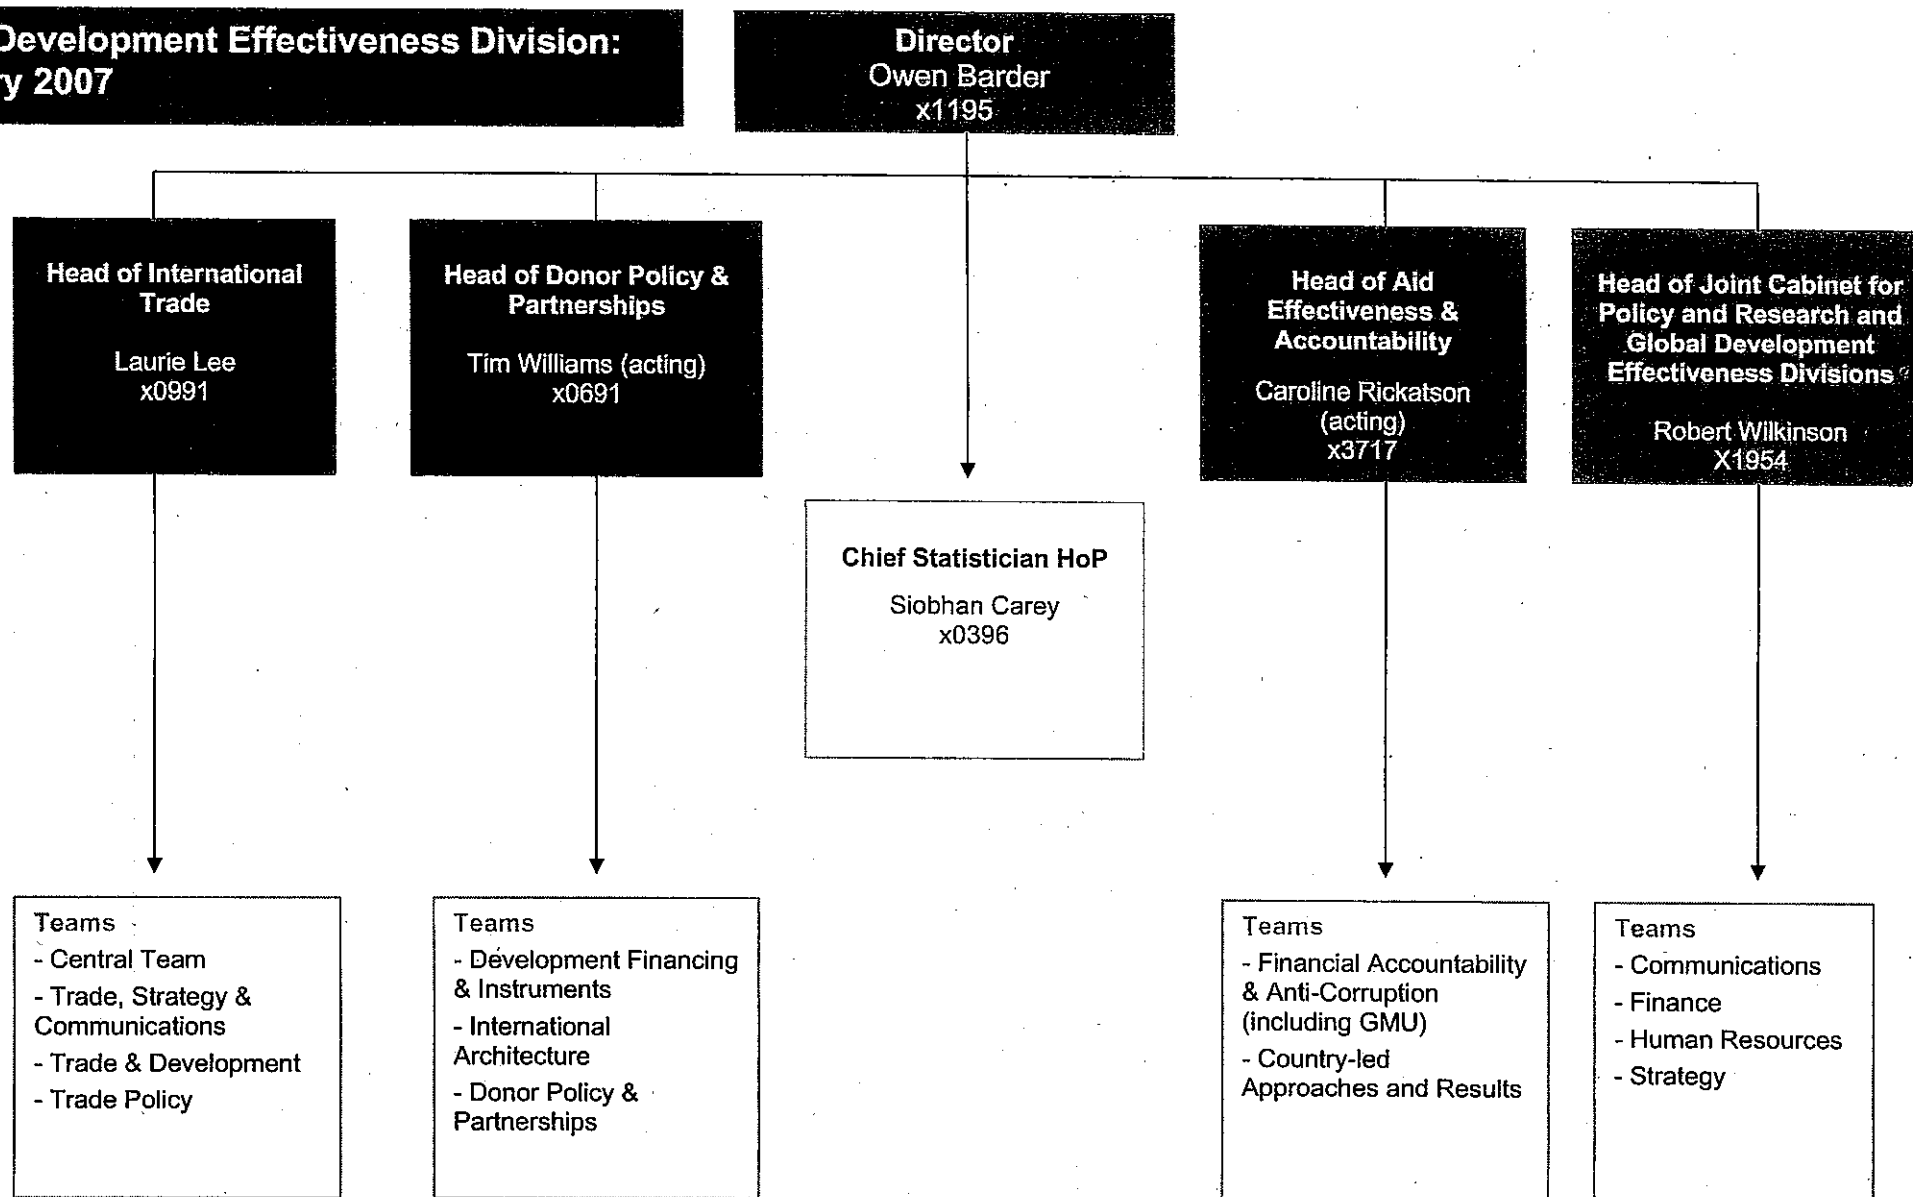 Development Effectiveness Division:
ry 2007
Director
Owen Barder
x1195
Head of International
Trade
Laurie Lee
x0991
Head of Donor Policy &
Partnerships
Tim Williams (acting)
x0691
Chief Statistician HoP
Siobhan Carey
x0396
Head of Aid
Effectiveness &
Accountability
Caroline Rickatson
(acting)
x3717
Head of Joint Cabinet for
Policy and Research and
Global Development
Effectiveness Divisions
Robert Wilkinson
X1954
Teams
- Central Team
- Trade, Strategy &
Communications
- Trade & Development
- Trade Policy
Teams
- Development Financing
& Instruments
- International
Architecture
- Donor Policy &
Partnerships
Teams
- Financial Accountability
& Anti-Corruption
(including GMU)
- Country-led
Approaches and Results
Teams
- Communications
- Finance
- Human Resources
- Strategy